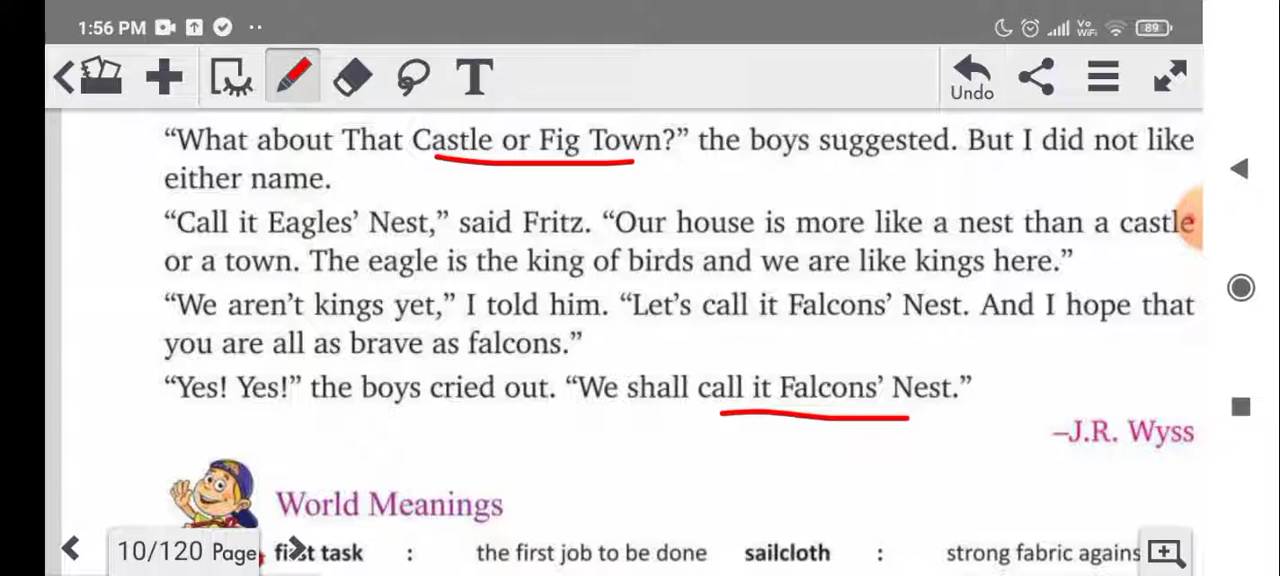 1:56 PM
Vo WiFi 89
T
Undo
“What about That Castle or Fig Town?” the boys suggested. But I did not like
either name.
“Call it Eagles’ Nest,” said Fritz. “Our house is more like a nest than a castle
or a town. The eagle is the king of birds and we are like kings here.”
“We aren’t kings yet,” I told him. “Let’s call it Falcons’ Nest. And I hope that
you are all as brave as falcons.”
“Yes! Yes!” the boys cried out. “We shall call it Falcons’ Nest.”
–J.R. Wyss
World Meanings
10/120 Page
first task : the first job to be done sailcloth : strong fabric agains